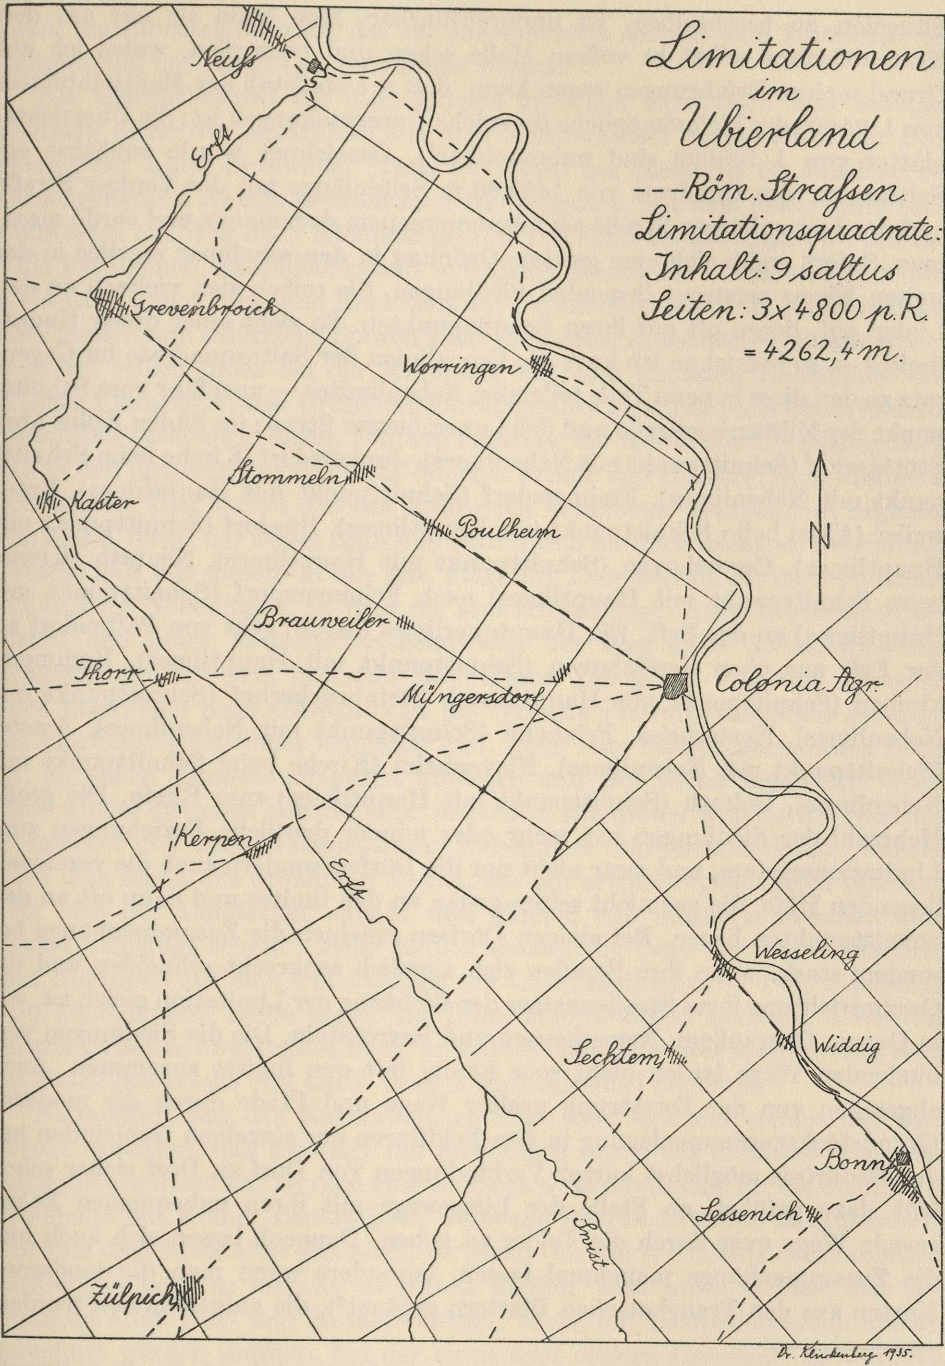 Limitationen
im
Ubierland
---Röm. Straſsen
Limitationsquadrate:
Inhalt: 9 saltus
Seiten: 3x4800 p.R.
= 4262,4 m.
Neuſs
Erft
Grevenbroich
Worringen
Stommeln
Kaster
Poulheim
N
Brauweiler
Thorr
Müngersdorf
Colonia Agr.
Kerpen
Erft
Wesseling
Sechtem
Widdig
Bonn
Lessenich
Swist
Zülpich
Dr. Klinkenberg 1935.